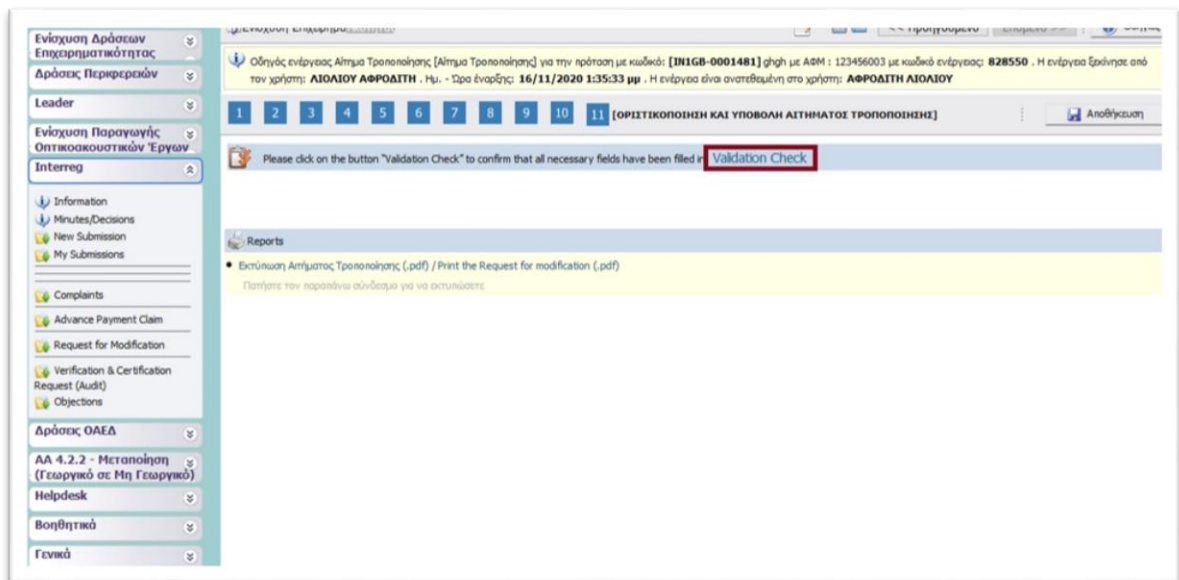 Ενίσχυση Δράσεων
Επιχειρηματικότητας
Δράσεις Περιφερειών
Leader
Ενίσχυση Παραγωγής
Οπτικοακουστικών Έργων
Interreg
Information
Minutes/Decisions
New Submission
My Submissions
Complaints
Advance Payment Claim
Request for Modification
Verification & Certification
Request (Audit)
Objections
Δράσεις ΟΑΕΔ
ΑΑ 4.2.2 - Μεταποίηση
(Γεωργικό σε Μη Γεωργικό)
Helpdesk
Βοηθητικά
Γενικά
<< Προηγούμενο
Επόμενο >>
Οδηγός ενέργειας Αίτημα Τροποποίησης [Αίτημα Τροποποίησης] για την πρόταση με κωδικό: [IN1GB-0001481] ghgh με ΑΦΜ : 123456003 με κωδικό ενέργειας: 828550 . Η ενέργεια ξεκίνησε από
τον χρήστη: ΛΙΟΛΙΟΥ ΑΦΡΟΔΙΤΗ . Ημ. - Ώρα έναρξης: 16/11/2020 1:35:33 μμ . Η ενέργεια είναι ανατεθειμένη στο χρήστη: ΑΦΡΟΔΙΤΗ ΛΙΟΛΙΟΥ
1 2 3 4 5 6 7 8 9 10 11 [ΟΡΙΣΤΙΚΟΠΟΙΗΣΗ ΚΑΙ ΥΠΟΒΟΛΗ ΑΙΤΗΜΑΤΟΣ ΤΡΟΠΟΠΟΙΗΣΗΣ] Αποθήκευση
Please click on the button "Validation Check" to confirm that all necessary fields have been filled in Validation Check
Reports
Εκτύπωση Αιτήματος Τροποποίησης (.pdf) / Print the Request for modification (.pdf)
Πατήστε τον παραπάνω σύνδεσμο για να εκτυπώσετε